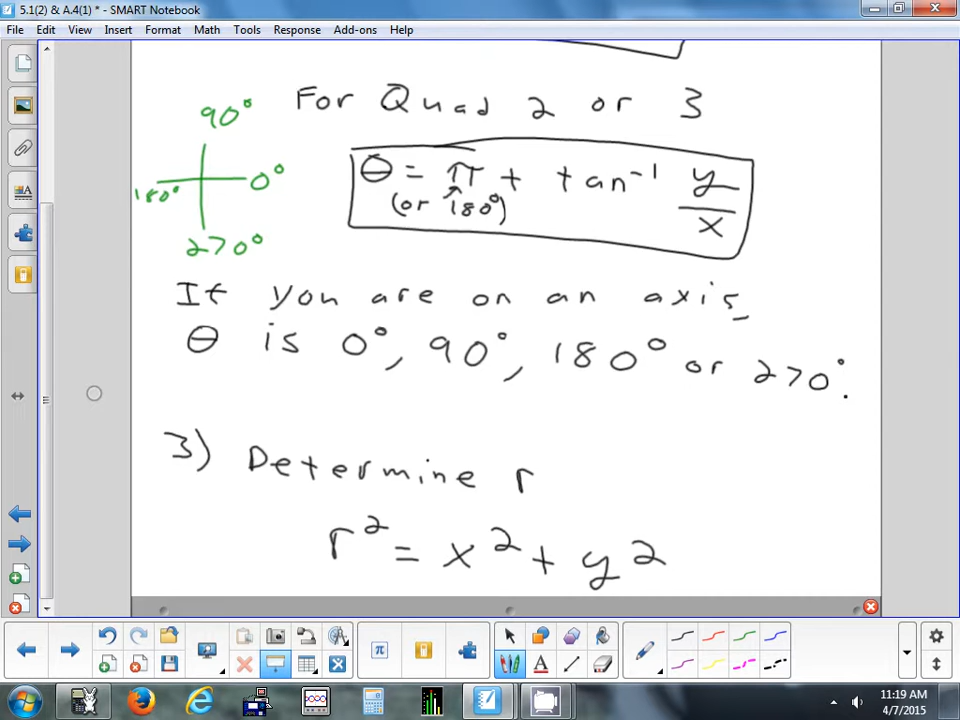 5.1(2) & A.4(1) * - SMART Notebook
File Edit View Insert Format Math Tools Response Add-ons Help
For Quad 2 or 3
90°
180° 0°
270°
θ = π + tan⁻¹ y/x
(or 180°)
If you are on an axis,
θ is 0°, 90°, 180° or 270°.
3) Determine r
r² = x² + y²
11:19 AM
4/7/2015